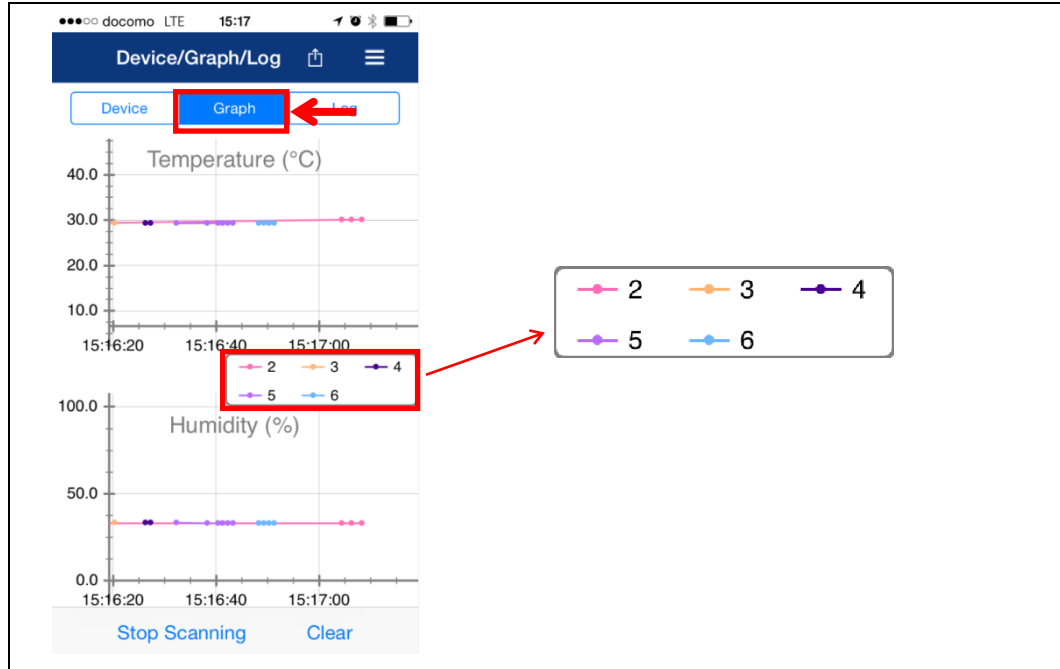 docomo LTE 15:17
Device/Graph/Log
Device Graph Log
Temperature (°C)
40.0
30.0
20.0
10.0
15:16:20 15:16:40 15:17:00
2 3 4
5 6
100.0
Humidity (%)
50.0
0.0
15:16:20 15:16:40 15:17:00
Stop Scanning Clear
2 3 4
5 6